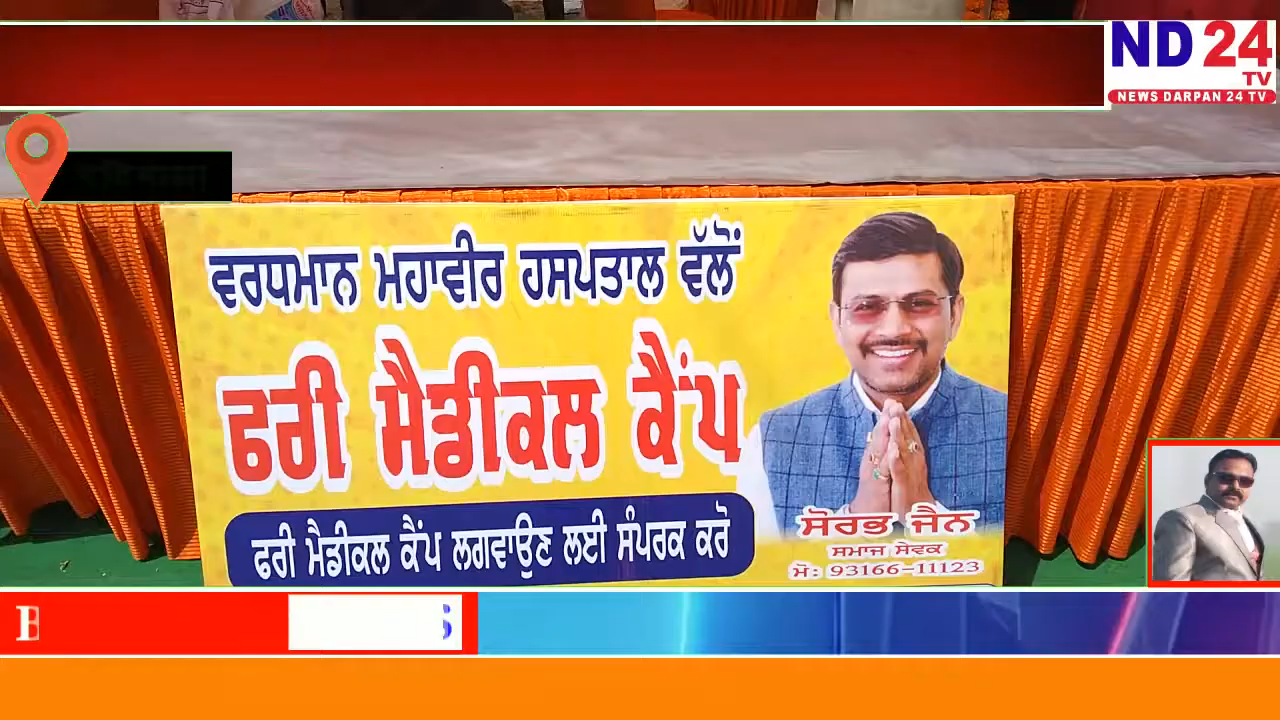 ND 24
TV
NEWS DARPAN 24 TV
ਵਰਧਮਾਨ ਮਹਾਵੀਰ ਹਸਪਤਾਲ ਵੱਲੋਂ
ਫਰੀ ਮੈਡੀਕਲ ਕੈਂਪ
ਫਰੀ ਮੈਡੀਕਲ ਕੈਂਪ ਲਗਵਾਉਣ ਲਈ ਸੰਪਰਕ ਕਰੋ
ਸੋਰਭ ਜੈਨ
ਸਮਾਜ ਸੇਵਕ
ਮੋ: 93166-11123